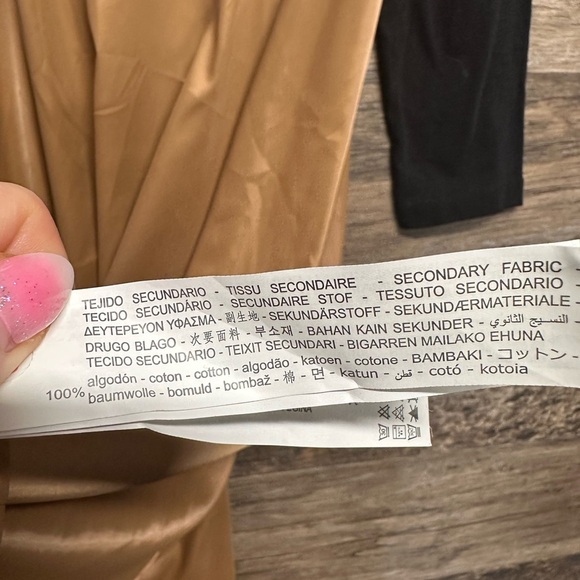 TEJIDO SECUNDARIO - TISSU SECONDAIRE - SECONDARY FABRIC -
TECIDO SECUNDÁRIO - SECUNDAIRE STOF - TESSUTO SECONDARIO -
ΔΕΥΤΕΡΕΥΟΝ ΥΦΑΣΜΑ - 副生地 - SEKUNDÄRSTOFF - SEKUNDÆRMATERIALE -
DRUGO BLAGO - 次要面料 - 부소재 - BAHAN KAIN SEKUNDER - النسيج الثانوي -
TECIDO SECUNDARIO - TEIXIT SECUNDARI - BIGARREN MAILAKO EHUNA
100% algodón - coton - cotton - algodão - katoen - cotone - ΒΑΜΒΑΚΙ - コットン -
baumwolle - bomuld - bombaž - 棉 - 면 - katun - قطن - cotó - kotoia